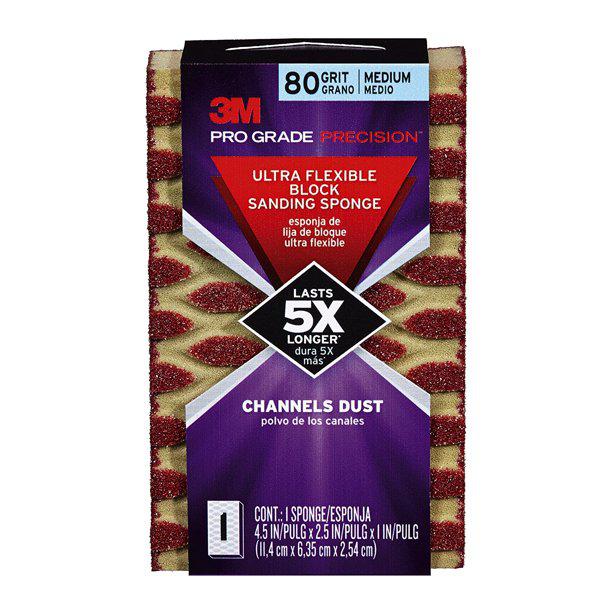 80 GRIT GRANO | MEDIUM MEDIO
3M
PRO GRADE PRECISION™
ULTRA FLEXIBLE
BLOCK
SANDING SPONGE
esponja de
lija de bloque
ultra flexible
LASTS
5X
LONGER*
dura 5X
más*
CHANNELS DUST
polvo de los canales
1
CONT.: 1 SPONGE/ESPONJA
4.5 IN/PULG x 2.5 IN/PULG x 1 IN/PULG
(11,4 cm x 6,35 cm x 2,54 cm)